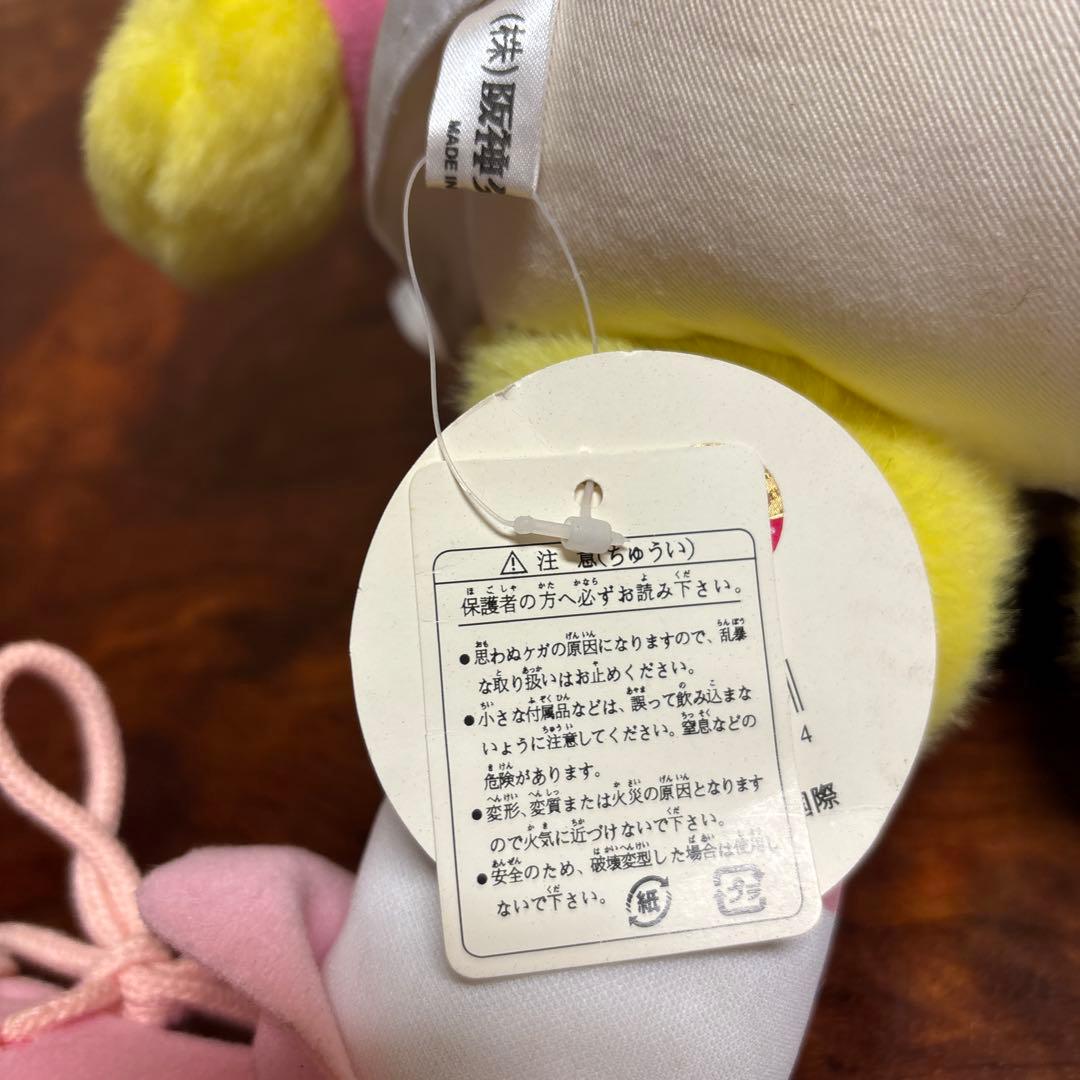 (株)阪神タ
MADE IN
⚠ 注 意(ちゅうい)
保護者の方へ必ずお読み下さい。
●思わぬケガの原因になりますので、乱暴
な取り扱いはお止めください。
●小さな付属品などは、誤って飲み込まな
いように注意してください。窒息などの
危険があります。
●変形、変質または火災の原因となります
ので火気に近づけないで下さい。
●安全のため、破壊変型した場合は使用し
ないで下さい。
紙
プラ
4
際